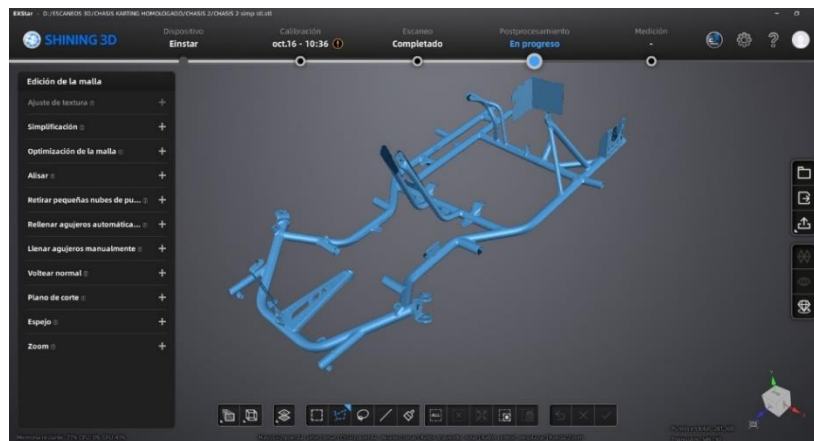 EXStar - D:/ESCANEOS 3D/CHASIS KARTING HOMOLOGADO/CHASIS 2/CHASIS 2 simp stl.stl
SHINING 3D
Dispositivo
Einstar
Calibración
oct.16 - 10:36
Escaneo
Completado
Postprocesamiento
En progreso
Medición
-
Edición de la malla
Ajuste de textura
Simplificación
Optimización de la malla
Alisar
Retirar pequeñas nubes de pu...
Rellenar agujeros automática...
Llenar agujeros manualmente
Voltear normal
Plano de corte
Espejo
Zoom